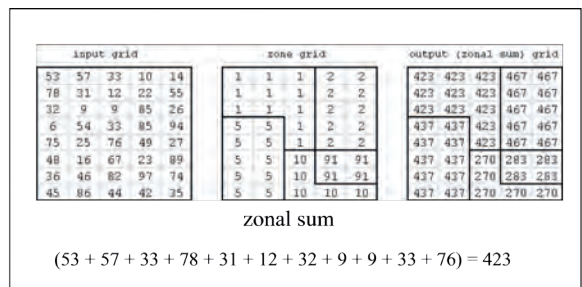 input grid zone grid output (zonal sum) grid
53 57 33 10 14 1 1 1 2 2 423 423 423 467 467
78 31 12 22 55 1 1 1 2 2 423 423 423 467 467
32 9 9 85 26 1 1 1 2 2 423 423 423 467 467
6 54 33 85 94 5 5 1 2 2 437 437 423 467 467
75 25 76 49 27 5 5 1 2 2 437 437 423 467 467
48 16 67 23 89 5 5 10 91 91 437 437 270 283 283
36 46 82 97 74 5 5 10 91 91 437 437 270 283 283
45 86 44 42 35 5 5 10 10 10 437 437 270 270 270
zonal sum
(53 + 57 + 33 + 78 + 31 + 12 + 32 + 9 + 9 + 33 + 76) = 423